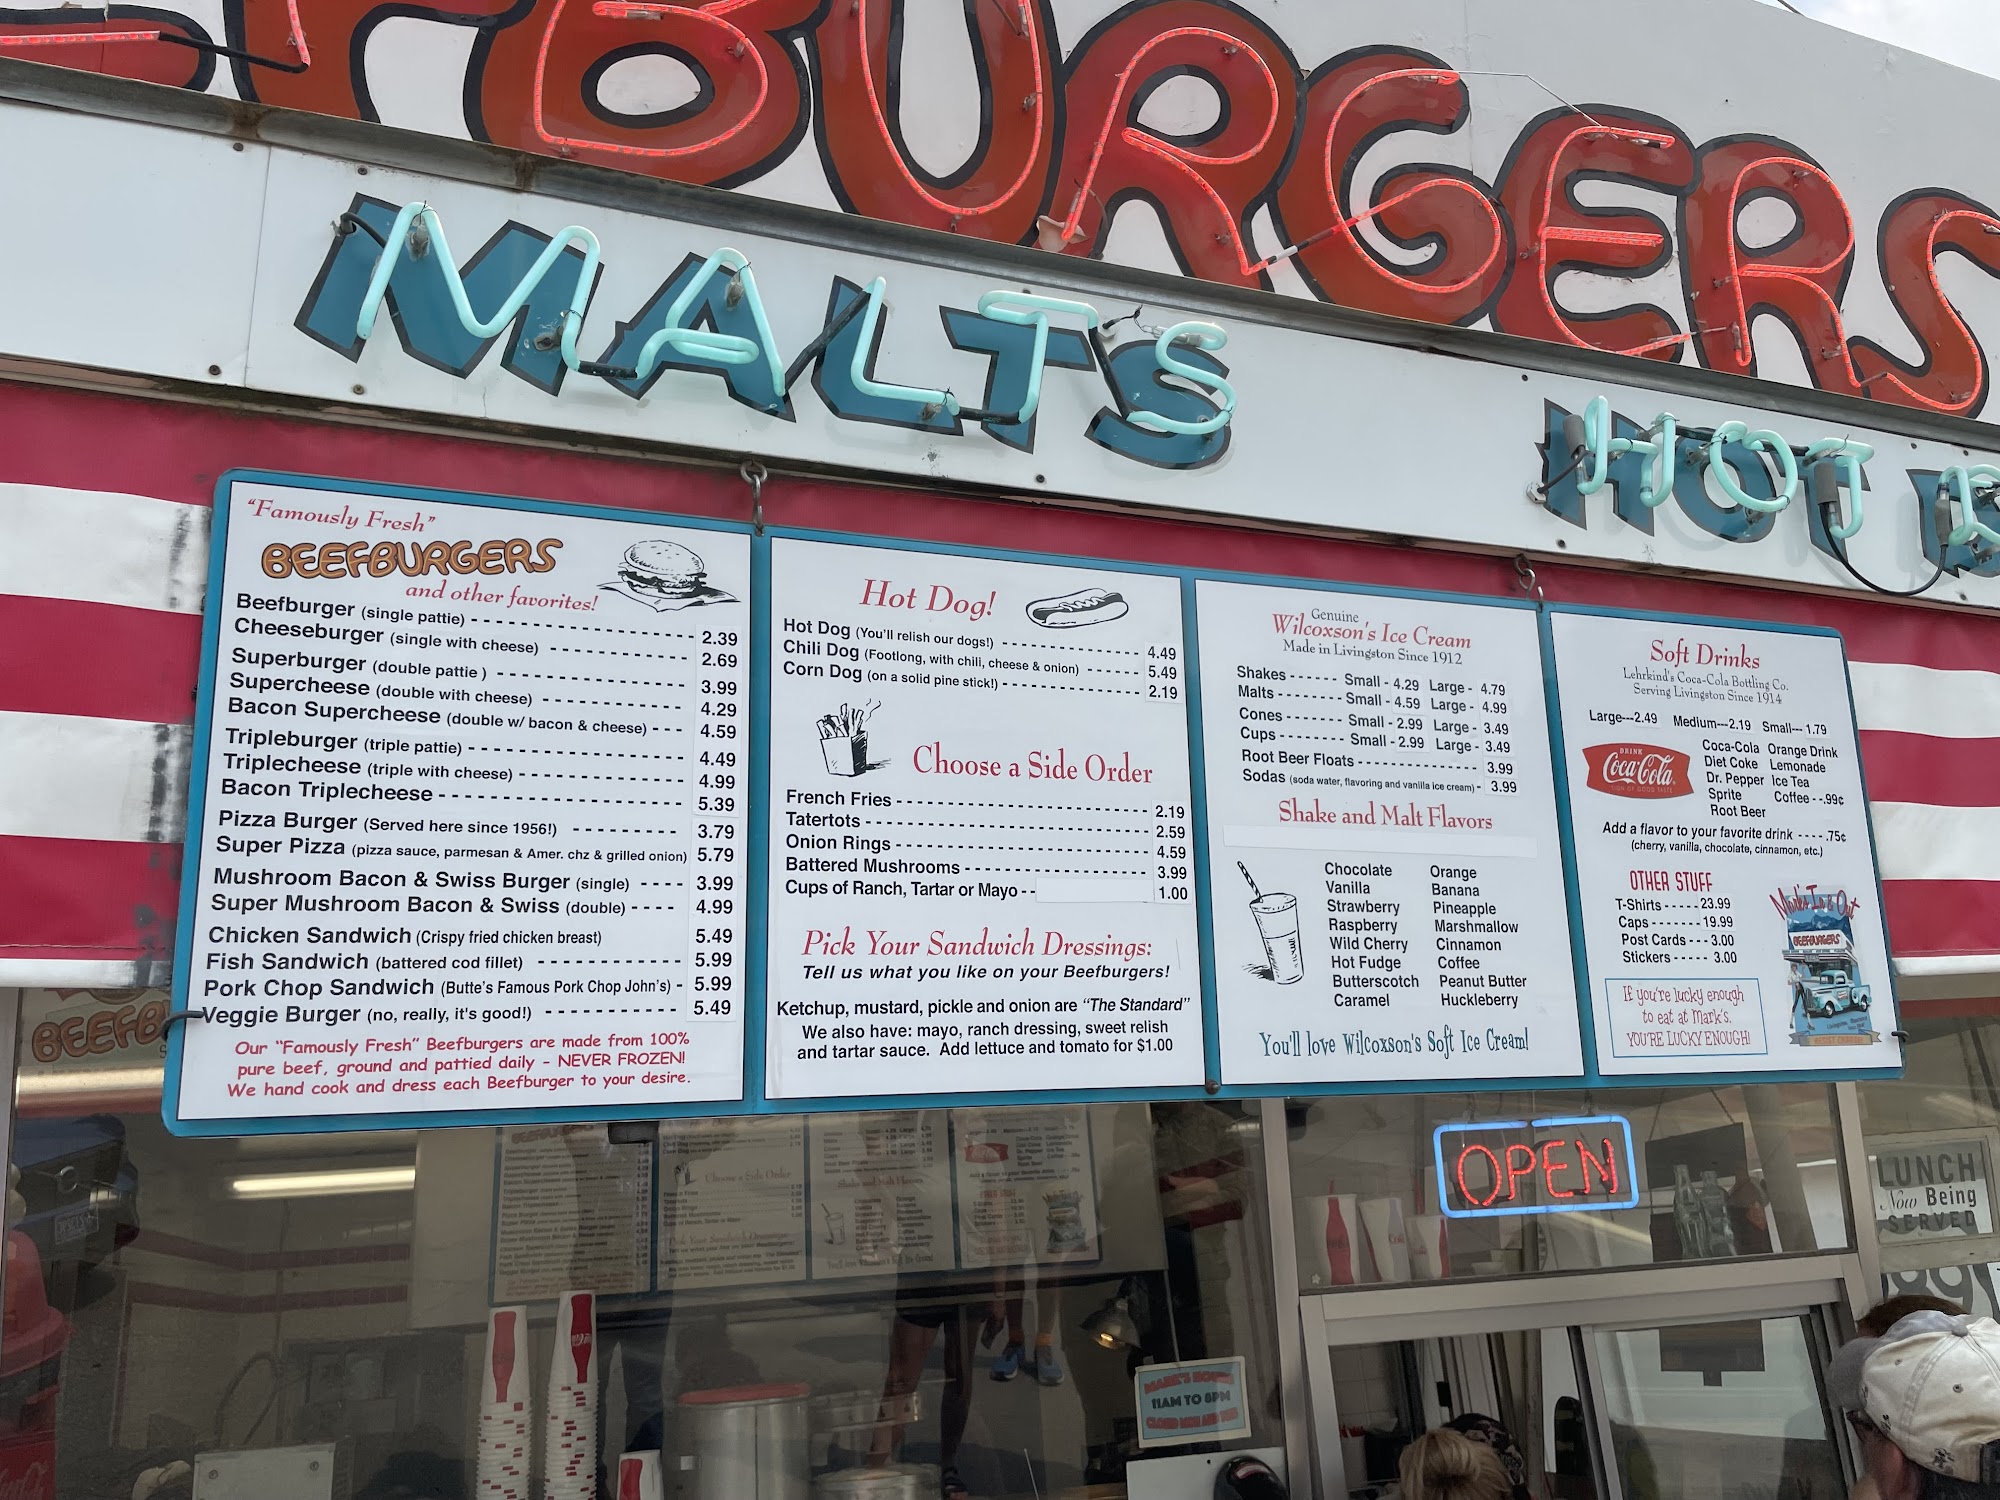 BURGERS
MALTS
HOT
"Famously Fresh"
BEEFBURGERS
and other favorites!
Beefburger (single pattie) - - - 2.39
Cheeseburger (single with cheese) - - - 2.69
Superburger (double pattie ) - - - 3.99
Supercheese (double with cheese) - - - 4.29
Bacon Supercheese (double w/ bacon & cheese) - - - 4.59
Tripleburger (triple pattie) - - - 4.49
Triplecheese (triple with cheese) - - - 4.99
Bacon Triplecheese - - - 5.39
Pizza Burger (Served here since 1956!) - - - 3.79
Super Pizza (pizza sauce, parmesan & Amer. chz & grilled onion) 5.79
Mushroom Bacon & Swiss Burger (single) - - - - 3.99
Super Mushroom Bacon & Swiss (double) - - - - 4.99
Chicken Sandwich (Crispy fried chicken breast) 5.49
Fish Sandwich (battered cod fillet) - - - 5.99
Pork Chop Sandwich (Butte's Famous Pork Chop John's) - 5.99
Veggie Burger (no, really, it's good!) - - - 5.49
Our "Famously Fresh" Beefburgers are made from 100%
pure beef, ground and pattied daily - NEVER FROZEN!
We hand cook and dress each Beefburger to your desire.
Hot Dog!
Hot Dog (You'll relish our dogs!) - - - 4.49
Chili Dog (Footlong, with chili, cheese & onion) - - - 5.49
Corn Dog (on a solid pine stick!) - - - 2.19
Choose a Side Order
French Fries - - - 2.19
Tatertots - - - 2.59
Onion Rings - - - 4.59
Battered Mushrooms - - - 3.99
Cups of Ranch, Tartar or Mayo - - 1.00
Pick Your Sandwich Dressings:
Tell us what you like on your Beefburgers!
Ketchup, mustard, pickle and onion are "The Standard"
We also have: mayo, ranch dressing, sweet relish
and tartar sauce. Add lettuce and tomato for $1.00
Genuine
Wilcoxson's Ice Cream
Made in Livingston Since 1912
Shakes - - - Small - 4.29 Large - 4.79
Malts - - - Small - 4.59 Large - 4.99
Cones - - - Small - 2.99 Large - 3.49
Cups - - - Small - 2.99 Large - 3.49
Root Beer Floats - - - 3.99
Sodas (soda water, flavoring and vanilla ice cream) - 3.99
Shake and Malt Flavors
Chocolate Orange
Vanilla Banana
Strawberry Pineapple
Raspberry Marshmallow
Wild Cherry Cinnamon
Hot Fudge Coffee
Butterscotch Peanut Butter
Caramel Huckleberry
You'll love Wilcoxson's Soft Ice Cream!
Soft Drinks
Lehrkind's Coca-Cola Bottling Co.
Serving Livingston Since 1914
Large---2.49 Medium---2.19 Small--- 1.79
DRINK
Coca-Cola
SIGN OF GOOD TASTE
Coca-Cola Orange Drink
Diet Coke Lemonade
Dr. Pepper Ice Tea
Sprite Coffee - -.99¢
Root Beer
Add a flavor to your favorite drink - - - - .75¢
(cherry, vanilla, chocolate, cinnamon, etc.)
OTHER STUFF
T-Shirts - - - - - 23.99
Caps - - - - - - - 19.99
Post Cards - - - 3.00
Stickers - - - - - 3.00
If you're lucky enough
to eat at Mark's.
YOU'RE LUCKY ENOUGH!
Mark's In & Out
BEEFBURGERS
OPEN
LUNCH
Now Being
SERVED
MARK'S HOURS
11AM TO 8PM